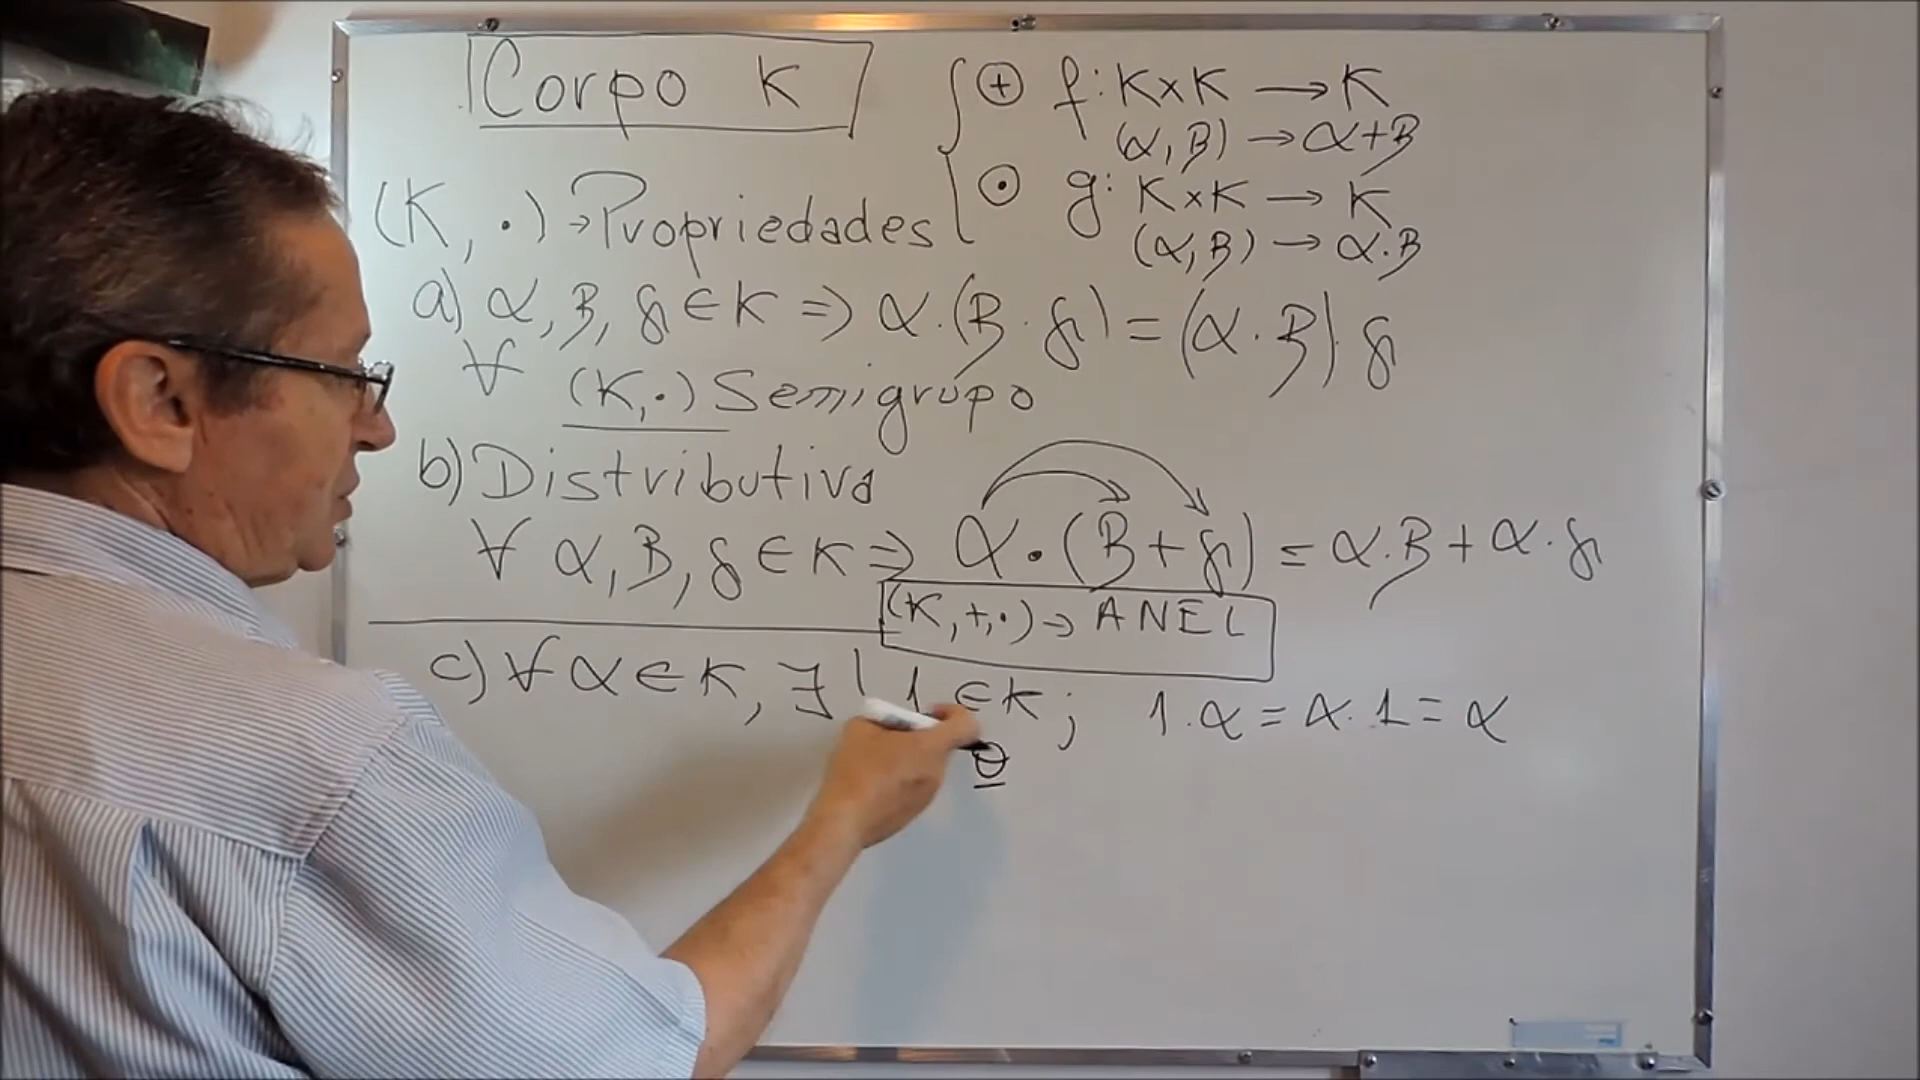 Corpo K
⊕ f: K×K → K
(α, β) → α+β
⊙ g: K×K → K
(α, β) → α.β
(K, ·) → Propriedades
a) α, β, γ ∈ K ⇒ α.(β.γ) = (α.β).γ
∀ (K, ·) Semigrupo
b) Distributiva
∀ α, β, γ ∈ K ⇒ α·(β+γ) = α.β + α.γ
(K, +, ·) → ANEL
c) ∀ α ∈ K, ∃! 1 ∈ K; 1.α = α.1 = α
θ